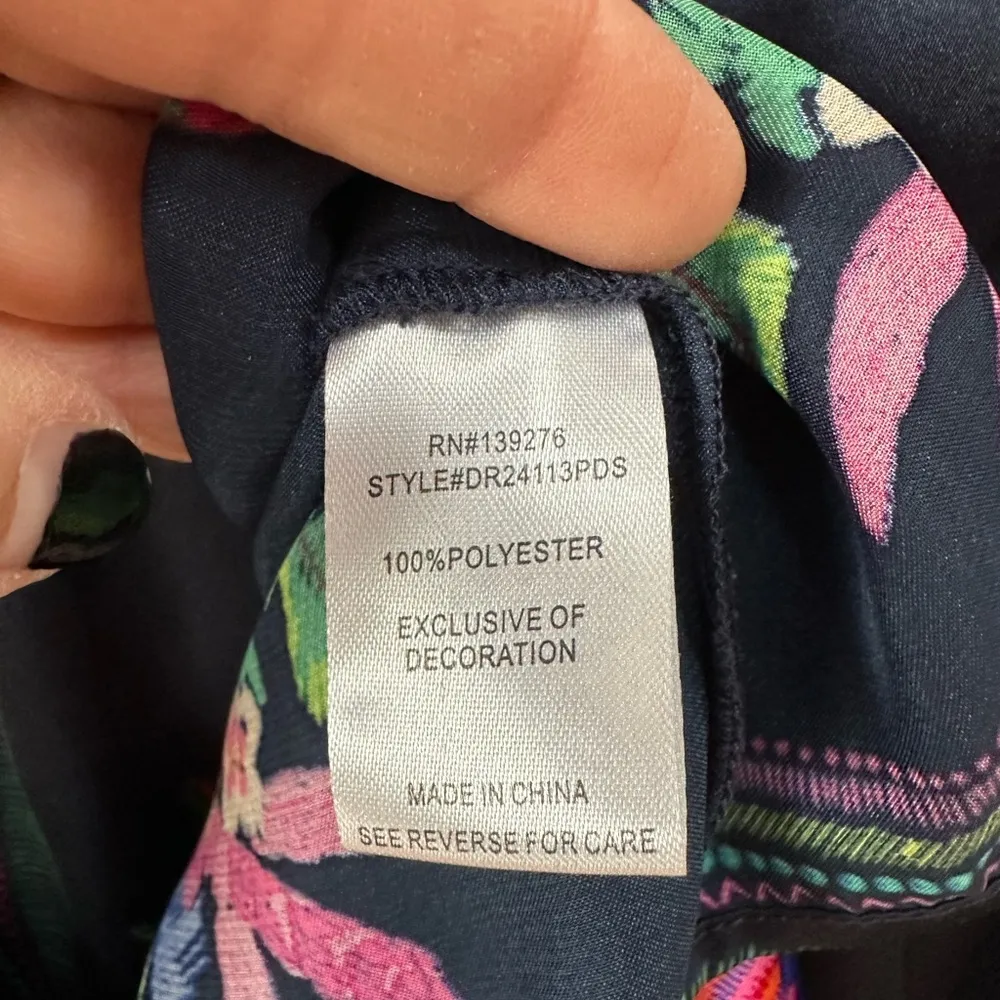 RN#139276
STYLE#DR24113PDS
100%POLYESTER
EXCLUSIVE OF
DECORATION
MADE IN CHINA
SEE REVERSE FOR CARE